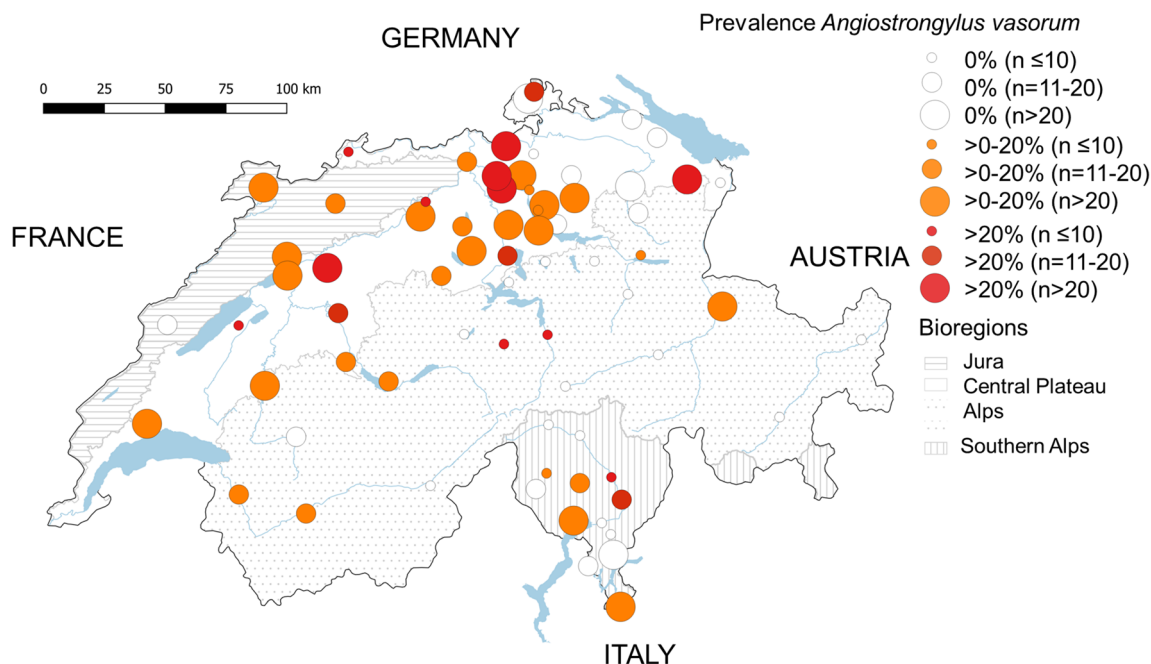 Prevalence Angiostrongylus vasorum
GERMANY
0 25 50 100 km
0% (n ≤10)
0% (n=11-20)
0% (n>20)
>0-20% (n ≤10)
>0-20% (n=11-20)
>0-20% (n>20)
FRANCE
>20% (n ≤10)
AUSTRIA
>20% (n=11-20)
>20% (n>20)
Bioregions
Jura
Central Plateau
Alps
Southern Alps
ITALY